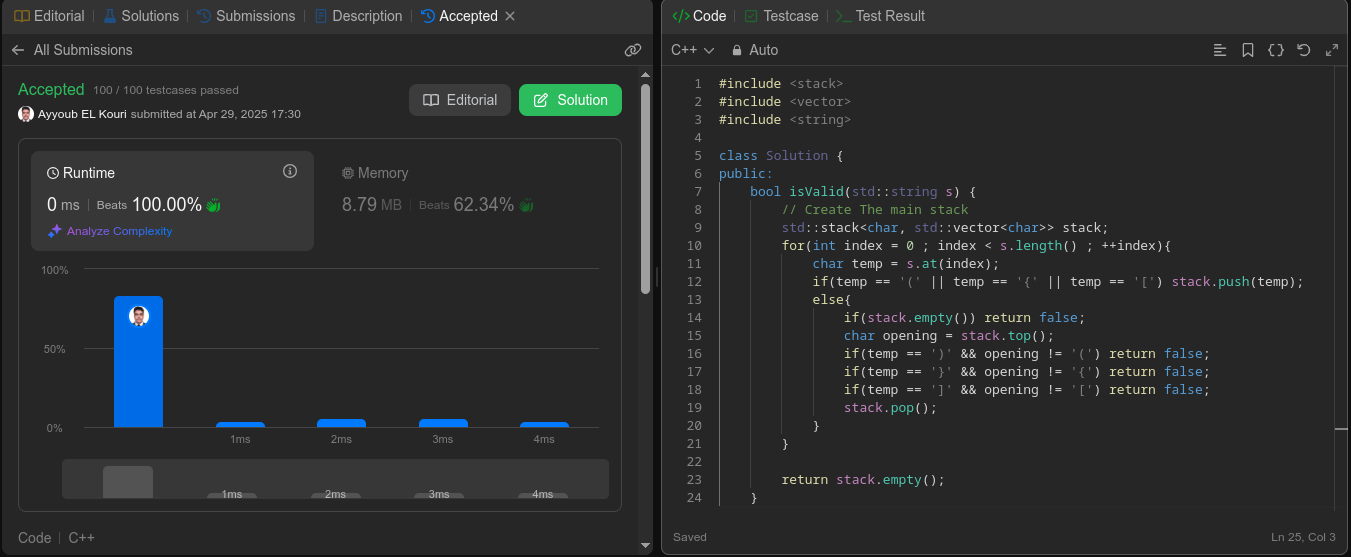 Editorial | Solutions | Submissions | Description | Accepted
All Submissions
Accepted 100 / 100 testcases passed
Ayyoub EL Kouri submitted at Apr 29, 2025 17:30
Editorial
Solution
Runtime
0 ms | Beats 100.00%
Analyze Complexity
Memory
8.79 MB | Beats 62.34%
100%
50%
0%
1ms 2ms 3ms 4ms
1ms 2ms 3ms 4ms
Code | C++
</> Code | Testcase | >_ Test Result
C++ Auto
1 #include <stack>
2 #include <vector>
3 #include <string>
4
5 class Solution {
6 public:
7     bool isValid(std::string s) {
8         // Create The main stack
9         std::stack<char, std::vector<char>> stack;
10         for(int index = 0 ; index < s.length() ; ++index){
11             char temp = s.at(index);
12             if(temp == '(' || temp == '{' || temp == '[') stack.push(temp);
13             else{
14                 if(stack.empty()) return false;
15                 char opening = stack.top();
16                 if(temp == ')' && opening != '(') return false;
17                 if(temp == '}' && opening != '{') return false;
18                 if(temp == ']' && opening != '[') return false;
19                 stack.pop();
20             }
21         }
22
23         return stack.empty();
24     }
Saved
Ln 25, Col 3